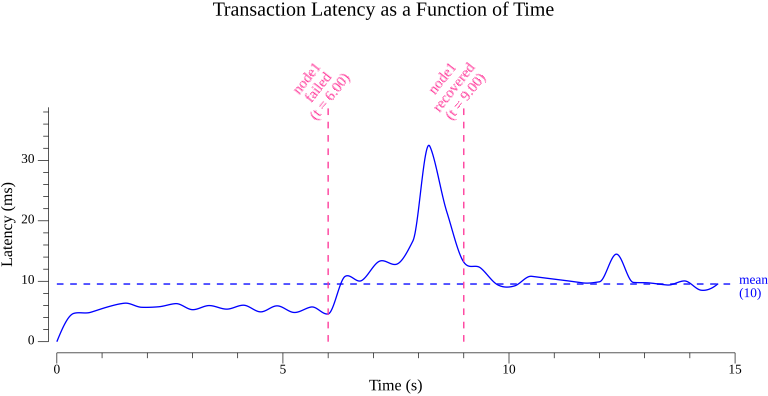 Transaction Latency as a Function of Time
node1
failed
(t = 6.00)
node1
recovered
(t = 9.00)
Latency (ms)
30
20
10
0
mean
(10)
0
5
10
15
Time (s)